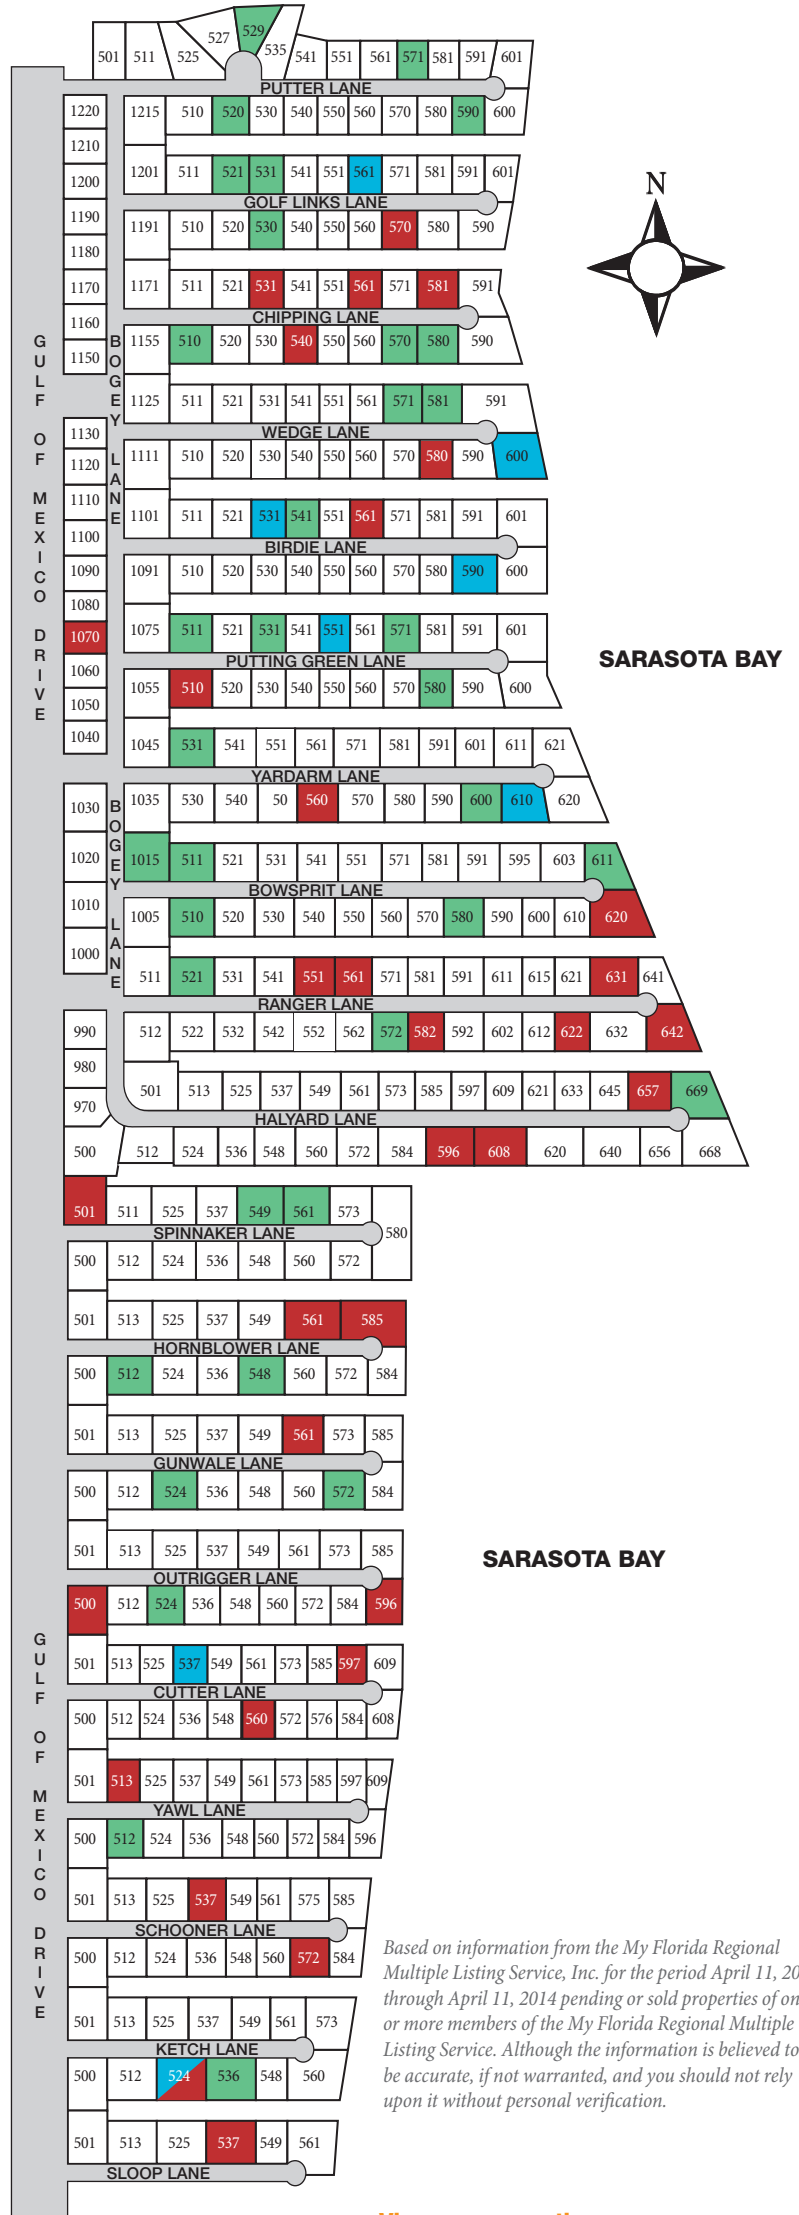 501 511 525 527 529 535 541 551 561 571 581 591 601
PUTTER LANE
1220 1215 510 520 530 540 550 560 570 580 590 600
1210
1200 1201 511 521 531 541 551 561 571 581 591 601
GOLF LINKS LANE
1190 1191 510 520 530 540 550 560 570 580 590
1180
1170 1171 511 521 531 541 551 561 571 581 591
CHIPPING LANE
1160
1150 1155 510 520 530 540 550 560 570 580 590
1125 511 521 531 541 551 561 571 581 591
WEDGE LANE
1130
1120 1111 510 520 530 540 550 560 570 580 590 600
1110
1100 1101 511 521 531 541 551 561 571 581 591 601
BIRDIE LANE
1090 1091 510 520 530 540 550 560 570 580 590 600
1080
1070 1075 511 521 531 541 551 561 571 581 591 601
PUTTING GREEN LANE
1060
1050 1055 510 520 530 540 550 560 570 580 590 600
1040 1045 531 541 551 561 571 581 591 601 611 621
YARDARM LANE
1030 1035 530 540 50 560 570 580 590 600 610 620
1020 1015 511 521 531 541 551 571 581 591 595 603 611
BOWSPRIT LANE
1010 1005 510 520 530 540 550 560 570 580 590 600 610 620
1000 511 521 531 541 551 561 571 581 591 611 615 621 631 641
RANGER LANE
990 512 522 532 542 552 562 572 582 592 602 612 622 632 642
980
970 501 513 525 537 549 561 573 585 597 609 621 633 645 657 669
HALYARD LANE
500 512 524 536 548 560 572 584 596 608 620 640 656 668
501 511 525 537 549 561 573 580
SPINNAKER LANE
500 512 524 536 548 560 572
501 513 525 537 549 561 585
HORNBLOWER LANE
500 512 524 536 548 560 572 584
501 513 525 537 549 561 573 585
GUNWALE LANE
500 512 524 536 548 560 572 584
501 513 525 537 549 561 573 585
OUTRIGGER LANE
500 512 524 536 548 560 572 584 596
501 513 525 537 549 561 573 585 597 609
CUTTER LANE
500 512 524 536 548 560 572 576 584 608
501 513 525 537 549 561 573 585 597 609
YAWL LANE
500 512 524 536 548 560 572 584 596
501 513 525 537 549 561 575 585
SCHOONER LANE
500 512 524 536 548 560 572 584
501 513 525 537 549 561 573
KETCH LANE
500 512 524 536 548 560
501 513 525 537 549 561
SLOOP LANE
GULF OF MEXICO DRIVE
BOGEY LANE
BOGEY LANE
GULF OF MEXICO DRIVE
N
SARASOTA BAY
SARASOTA BAY
Based on information from the My Florida Regional
Multiple Listing Service, Inc. for the period April 11, 20
through April 11, 2014 pending or sold properties of on
or more members of the My Florida Regional Multiple
Listing Service. Although the information is believed to
be accurate, if not warranted, and you should not rely
upon it without personal verification.